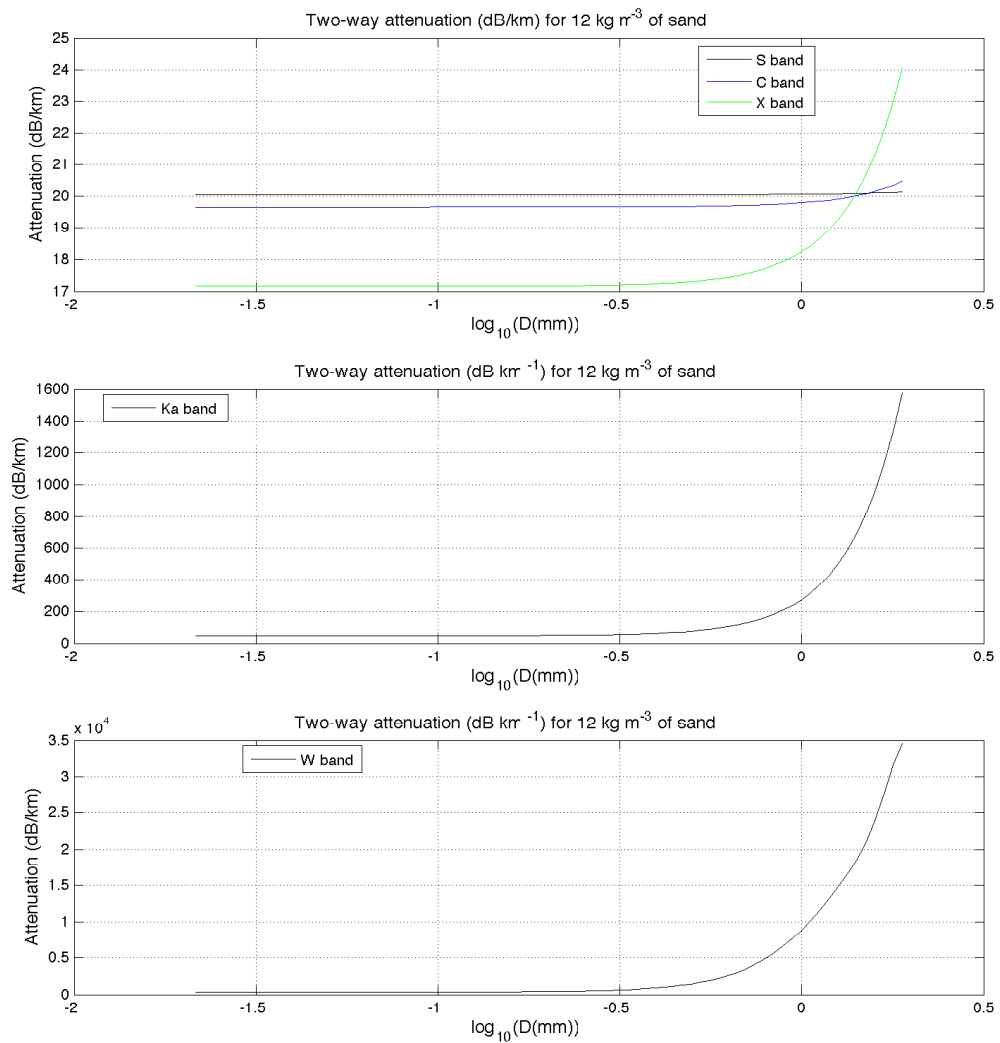 Two-way attenuation (dB/km) for 12 kg m-3 of sand
25
24
23
22
21
20
19
18
17
Attenuation (dB/km)
S band
C band
X band
-2 -1.5 -1 -0.5 0 0.5
log10(D(mm))
Two-way attenuation (dB km -1) for 12 kg m-3 of sand
1600
1400
1200
1000
800
600
400
200
0
Attenuation (dB/km)
Ka band
-2 -1.5 -1 -0.5 0 0.5
log10(D(mm))
Two-way attenuation (dB km -1) for 12 kg m-3 of sand
x 10 4
3.5
3
2.5
2
1.5
1
0.5
0
Attenuation (dB/km)
W band
-2 -1.5 -1 -0.5 0 0.5
log10(D(mm))